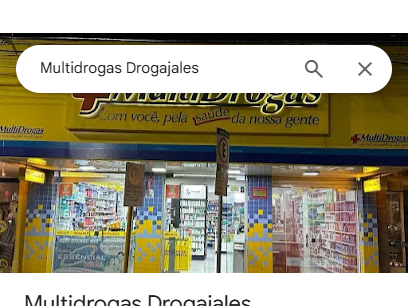 Multidrogas Drogajales
MultiDrogas
Com você, pela saúde da nossa gente
MultiDrogas
MultiDrogas
ESSENCIAL
Multidrogas Drogajales